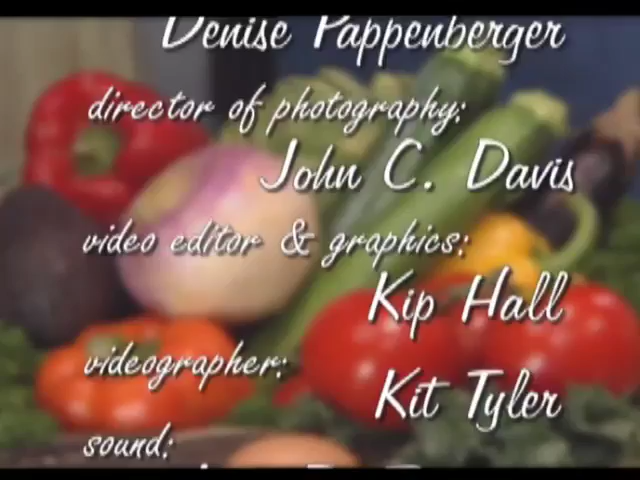 Denise Pappenberger
director of photography:
John C. Davis
video editor & graphics:
Kip Hall
videographer:
Kit Tyler
sound: